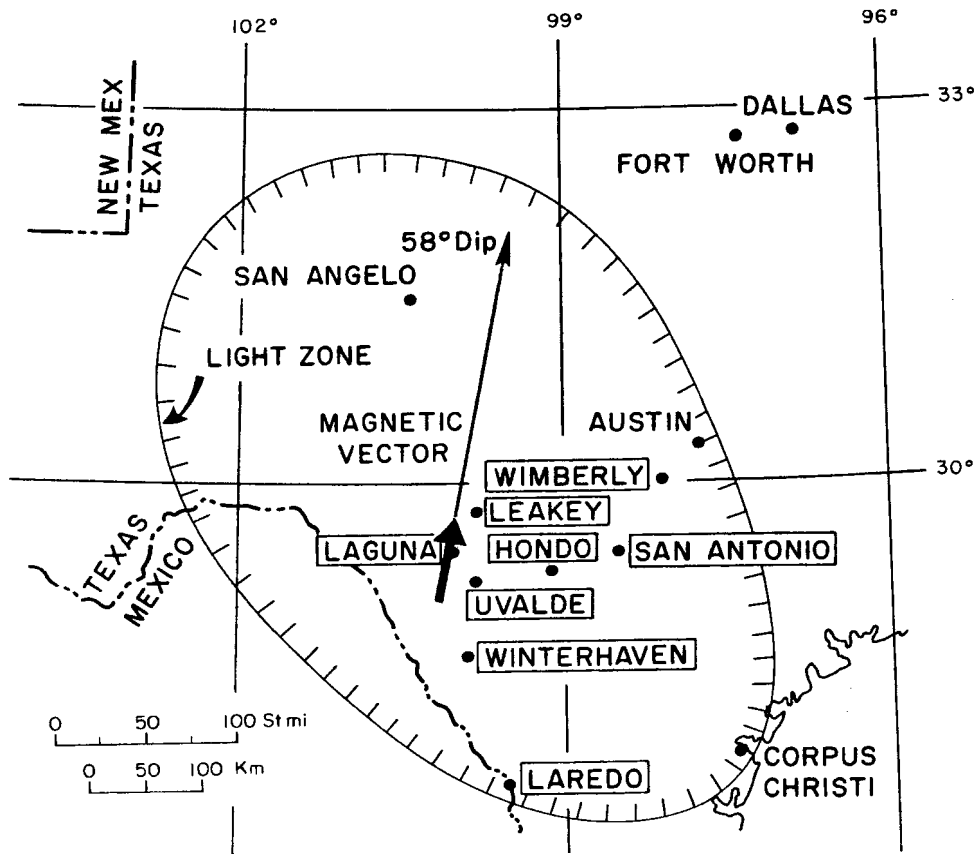 102°
99°
96°
33°
NEW MEX
TEXAS
DALLAS
FORT WORTH
58° Dip
SAN ANGELO
LIGHT ZONE
MAGNETIC
VECTOR
AUSTIN
30°
WIMBERLY
LEAKEY
LAGUNA
HONDO
SAN ANTONIO
TEXAS
MEXICO
UVALDE
WINTERHAVEN
0 50 100 St mi
0 50 100 Km
CORPUS
CHRISTI
LAREDO